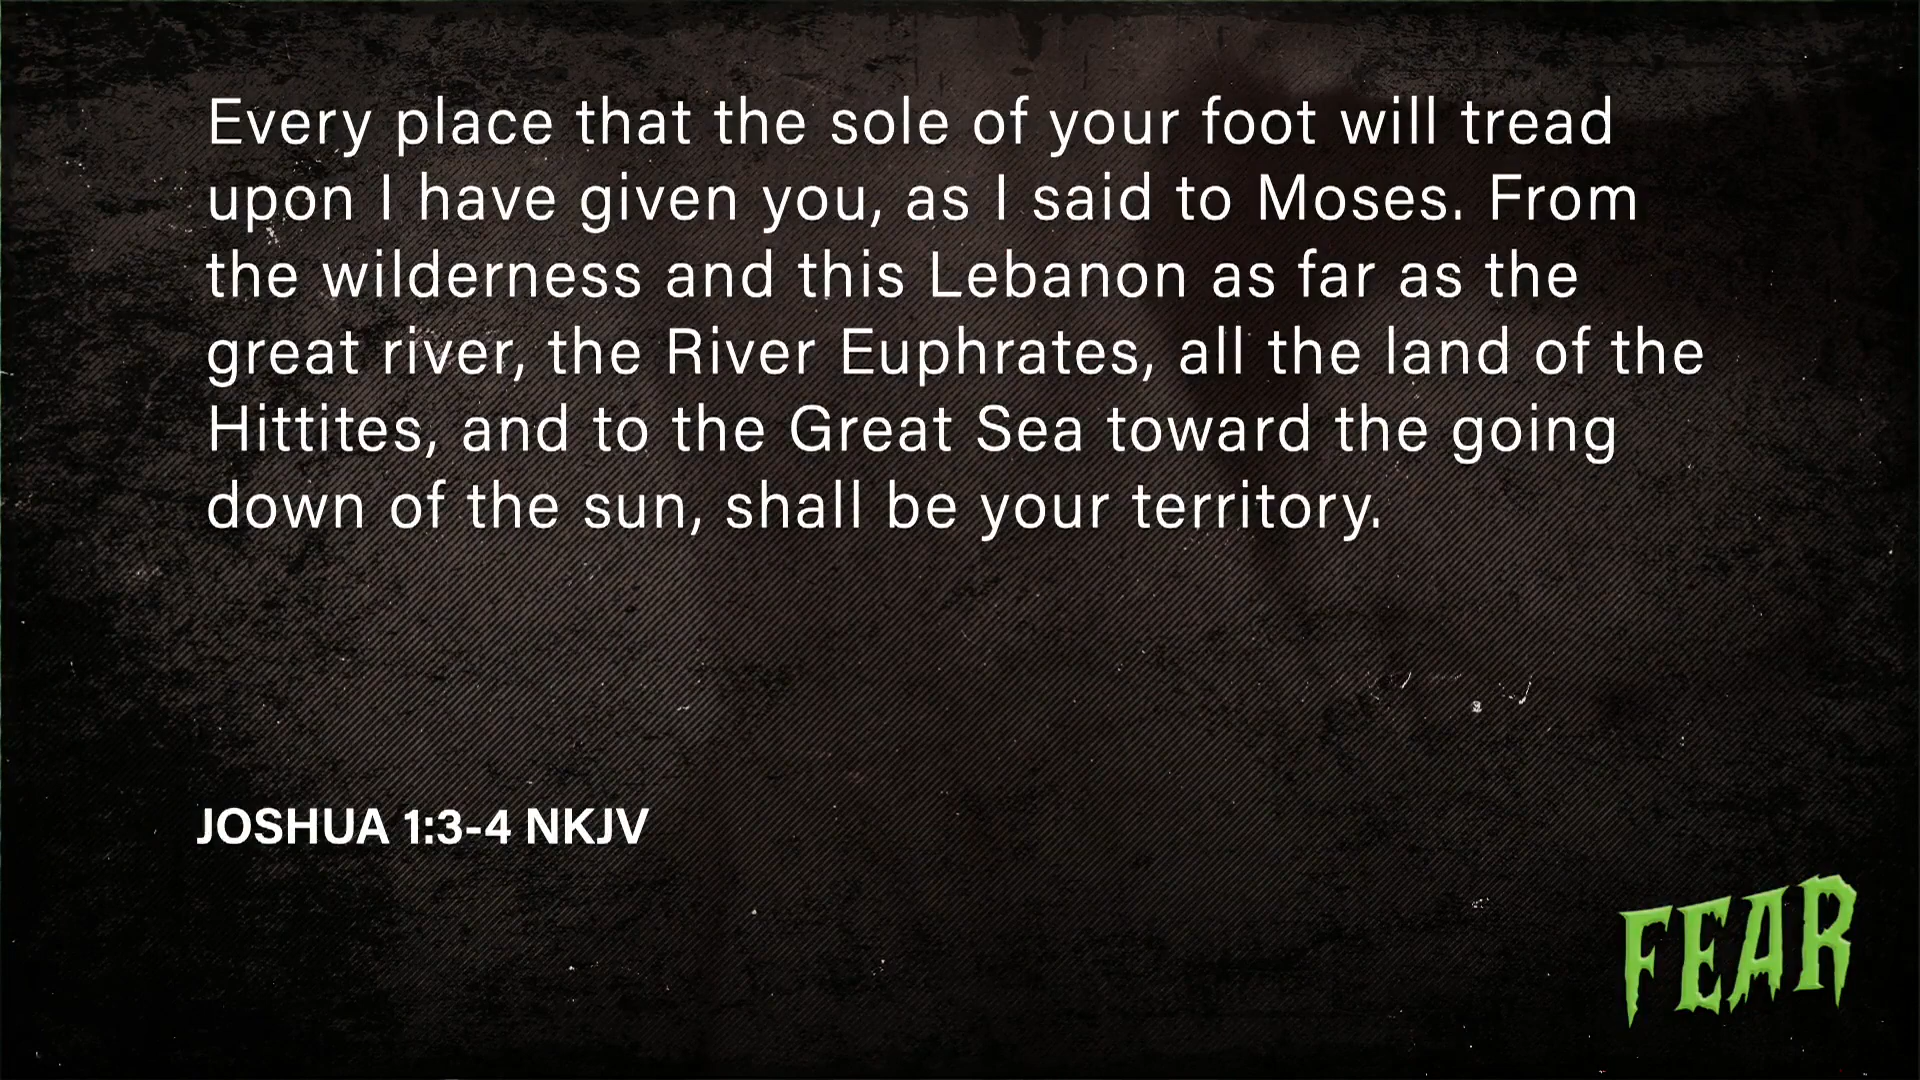 Every place that the sole of your foot will tread
upon I have given you, as I said to Moses. From
the wilderness and this Lebanon as far as the
great river, the River Euphrates, all the land of the
Hittites, and to the Great Sea toward the going
down of the sun, shall be your territory.
JOSHUA 1:3-4 NKJV
FEAR